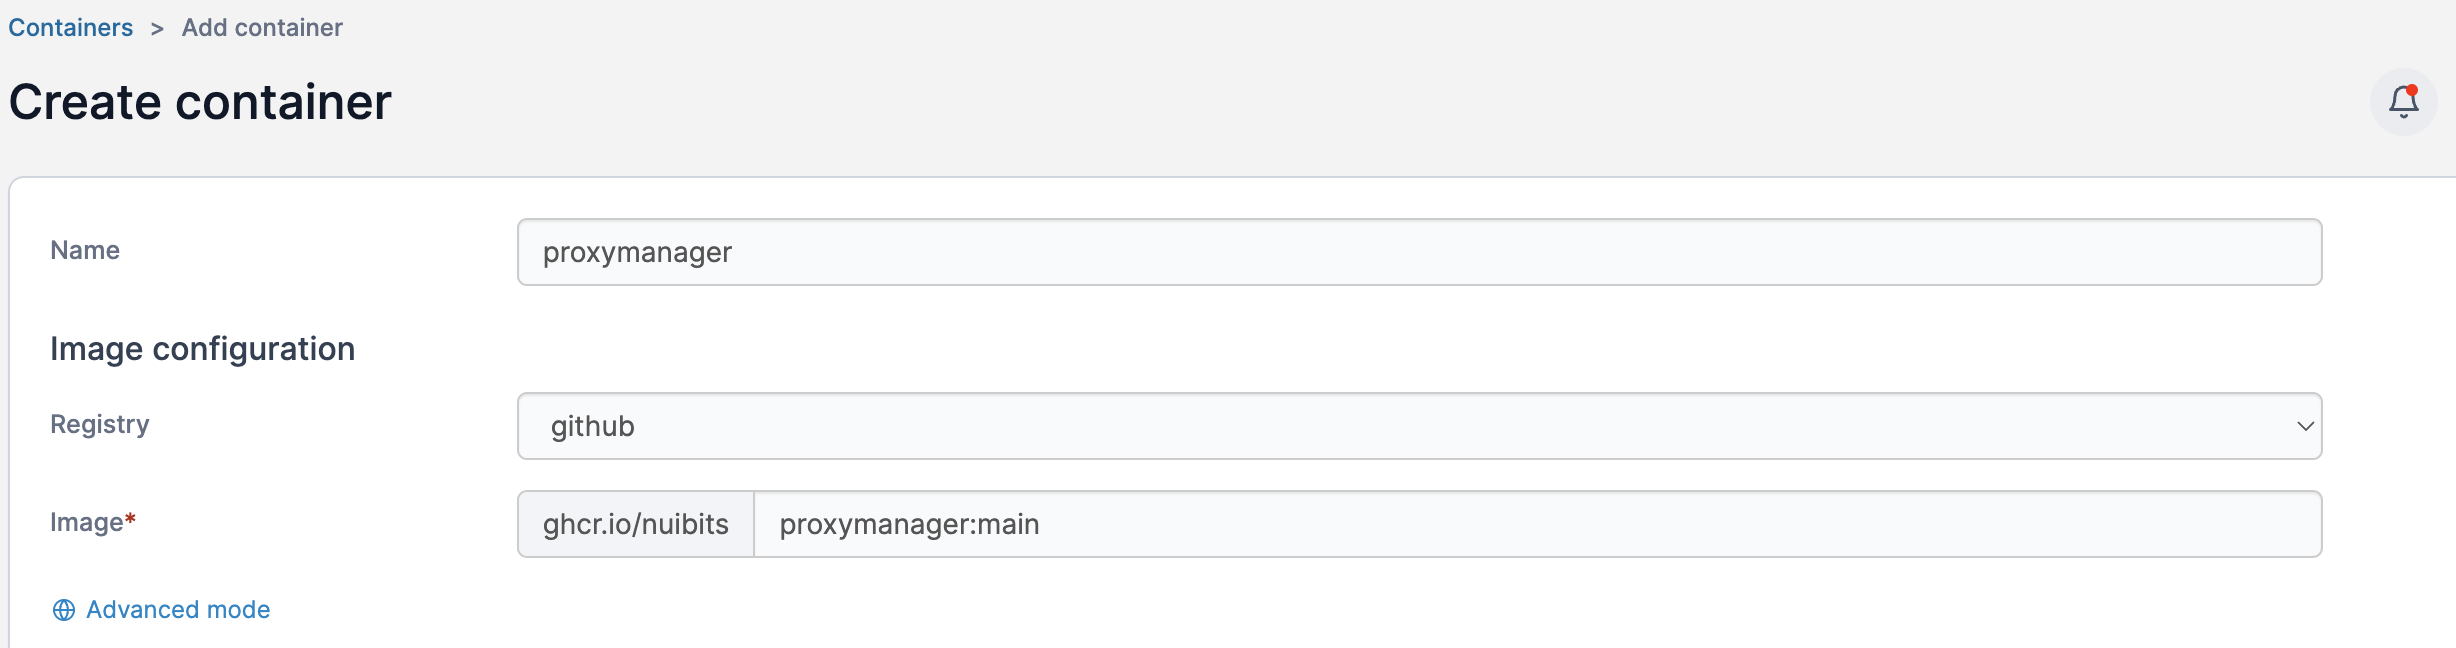 Containers > Add container
Create container
Name
proxymanager
Image configuration
Registry
github
Image*
ghcr.io/nuibits
proxymanager:main
Advanced mode